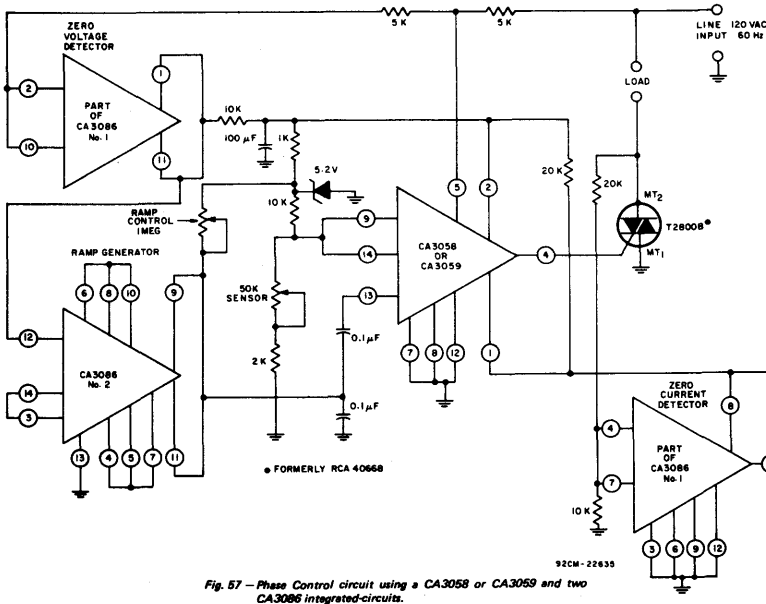 ZERO
VOLTAGE
DETECTOR
5 K
5 K
LINE 120 VAC
INPUT 60 Hz
1
2
PART
OF
CA3086
No. 1
10
11
10K
LOAD
100 µF
1K
5.2V
5
2
20K
20K
MT2
T2800B
MT1
RAMP
CONTROL
1MEG
10K
9
CA3058
OR
CA3059
4
14
RAMP GENERATOR
50K
SENSOR
13
6
8
10
9
0.1µF
7
8
12
1
12
CA3086
No. 2
2K
14
3
0.1µF
ZERO
CURRENT
DETECTOR
8
13
4
5
7
11
• FORMERLY RCA 40668
4
PART
OF
CA3086
No. 1
7
10K
3
6
9
12
92CM-22635
Fig. 57 — Phase Control circuit using a CA3058 or CA3059 and two
CA3086 integrated-circuits.